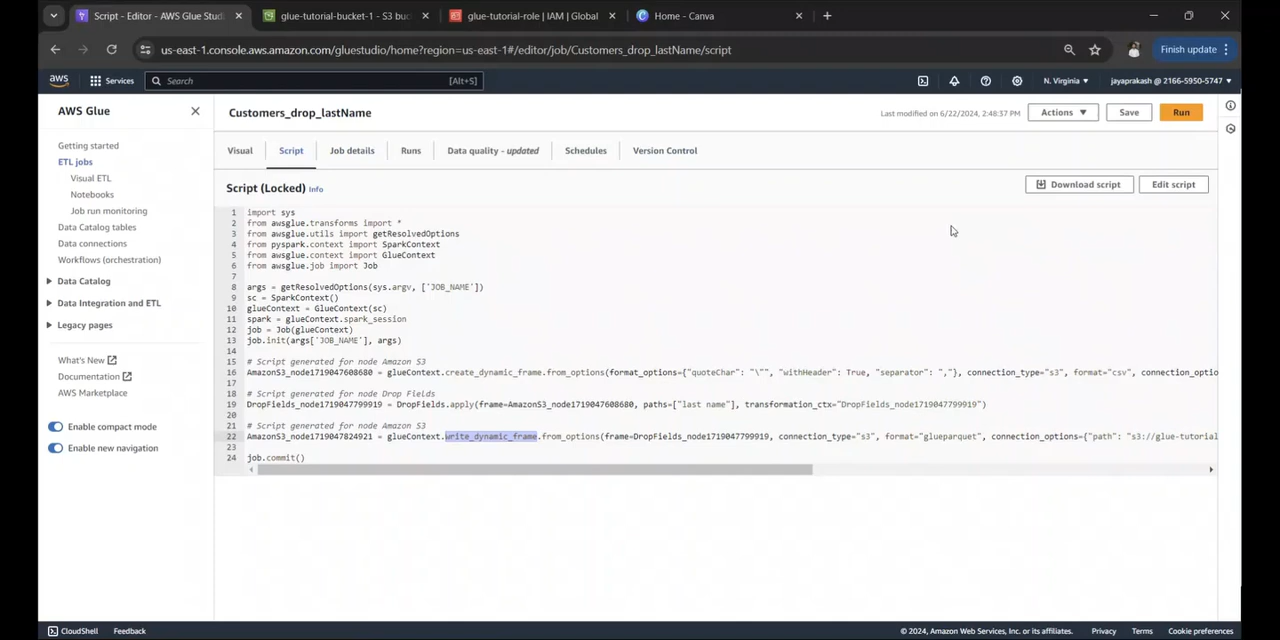 Script - Editor - AWS Glue Stud
glue-tutorial-bucket-1 - S3 buc
glue-tutorial-role | IAM | Global
Home - Canva
us-east-1.console.aws.amazon.com/gluestudio/home?region=us-east-1#/editor/job/Customers_drop_lastName/script
Finish update
aws
Services
Search
[Alt+S]
N. Virginia
jayaprakash @ 2166-5950-5747
AWS Glue
Getting started
ETL jobs
Visual ETL
Notebooks
Job run monitoring
Data Catalog tables
Data connections
Workflows (orchestration)
Data Catalog
Data Integration and ETL
Legacy pages
What's New
Documentation
AWS Marketplace
Enable compact mode
Enable new navigation
Customers_drop_lastName
Last modified on 6/22/2024, 2:48:37 PM
Actions
Save
Run
Visual
Script
Job details
Runs
Data quality - updated
Schedules
Version Control
Script (Locked) Info
Download script
Edit script
1 import sys
2 from awsglue.transforms import *
3 from awsglue.utils import getResolvedOptions
4 from pyspark.context import SparkContext
5 from awsglue.context import GlueContext
6 from awsglue.job import Job
7
8 args = getResolvedOptions(sys.argv, ['JOB_NAME'])
9 sc = SparkContext()
10 glueContext = GlueContext(sc)
11 spark = glueContext.spark_session
12 job = Job(glueContext)
13 job.init(args['JOB_NAME'], args)
14
15 # Script generated for node Amazon S3
16 AmazonS3_node1719047608680 = glueContext.create_dynamic_frame.from_options(format_options={"quoteChar": "\"", "withHeader": True, "separator": ","}, connection_type="s3", format="csv", connection_optio
17
18 # Script generated for node Drop Fields
19 DropFields_node1719047799919 = DropFields.apply(frame=AmazonS3_node1719047608680, paths=["last name"], transformation_ctx="DropFields_node1719047799919")
20
21 # Script generated for node Amazon S3
22 AmazonS3_node1719047824921 = glueContext.write_dynamic_frame.from_options(frame=DropFields_node1719047799919, connection_type="s3", format="glueparquet", connection_options={"path": "s3://glue-tutorial
23
24 job.commit()
CloudShell
Feedback
© 2024, Amazon Web Services, Inc. or its affiliates.
Privacy
Terms
Cookie preferences